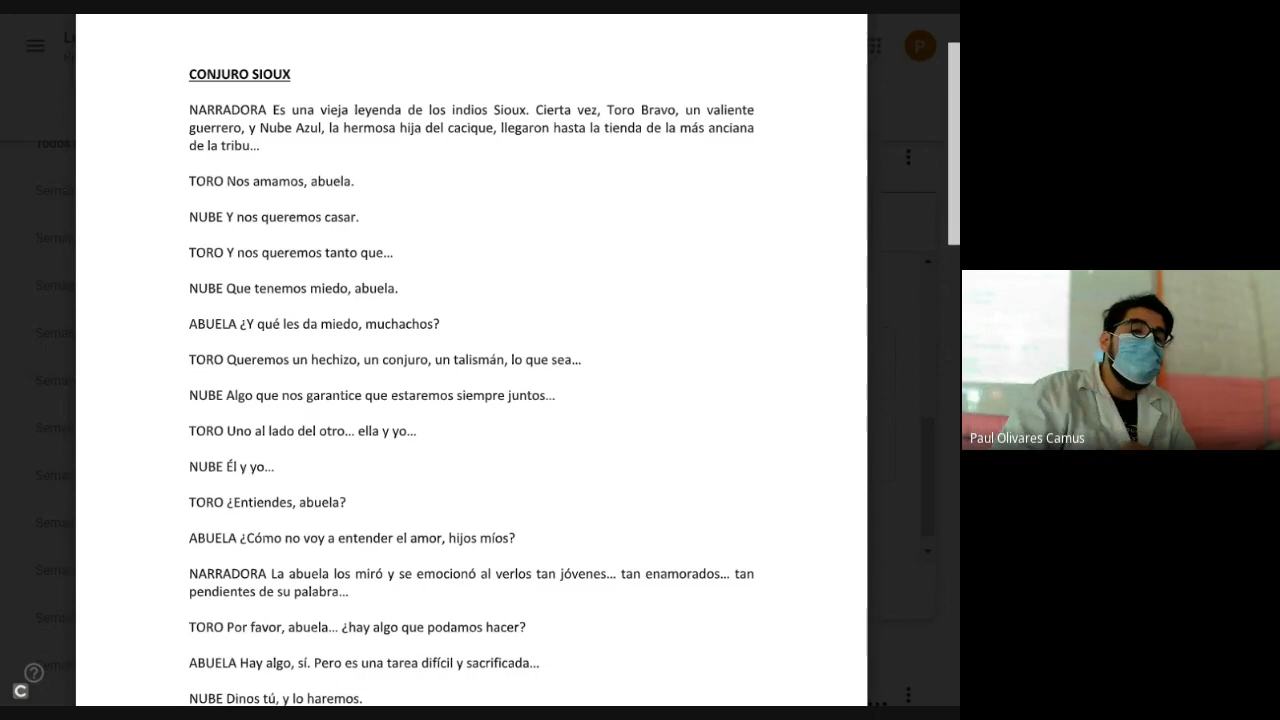 CONJURO SIOUX
NARRADORA Es una vieja leyenda de los indios Sioux. Cierta vez, Toro Bravo, un valiente
guerrero, y Nube Azul, la hermosa hija del cacique, llegaron hasta la tienda de la más anciana
de la tribu...
TORO Nos amamos, abuela.
NUBE Y nos queremos casar.
TORO Y nos queremos tanto que...
NUBE Que tenemos miedo, abuela.
ABUELA ¿Y qué les da miedo, muchachos?
TORO Queremos un hechizo, un conjuro, un talismán, lo que sea...
NUBE Algo que nos garantice que estaremos siempre juntos...
TORO Uno al lado del otro... ella y yo...
NUBE Él y yo...
TORO ¿Entiendes, abuela?
ABUELA ¿Cómo no voy a entender el amor, hijos míos?
NARRADORA La abuela los miró y se emocionó al verlos tan jóvenes... tan enamorados... tan
pendientes de su palabra...
TORO Por favor, abuela... ¿hay algo que podamos hacer?
ABUELA Hay algo, sí. Pero es una tarea difícil y sacrificada...
NUBE Dinos tú, y lo haremos.
P
Paul Olivares Camus
C